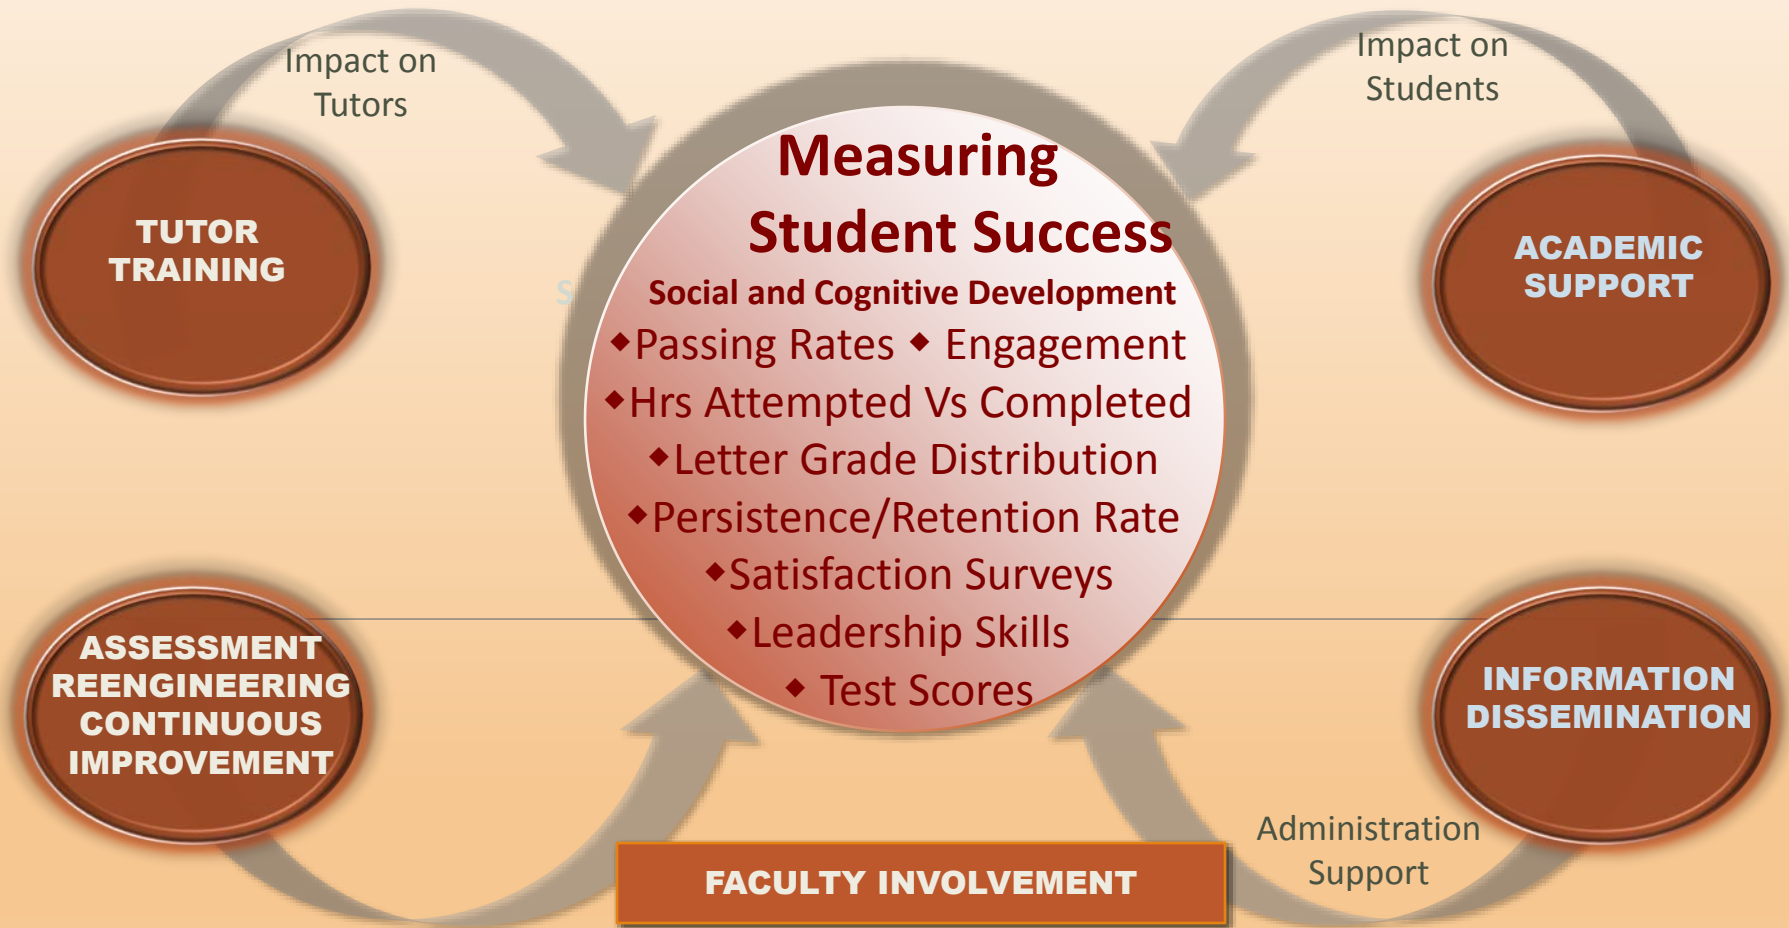 Impact on
Tutors
Impact on
Students
TUTOR
TRAINING
ACADEMIC
SUPPORT
Measuring
Student Success
S
Social and Cognitive Development
◆Passing Rates ◆ Engagement
◆Hrs Attempted Vs Completed
◆Letter Grade Distribution
◆Persistence/Retention Rate
◆Satisfaction Surveys
◆Leadership Skills
◆ Test Scores
ASSESSMENT
REENGINEERING
CONTINUOUS
IMPROVEMENT
INFORMATION
DISSEMINATION
Administration
Support
FACULTY INVOLVEMENT